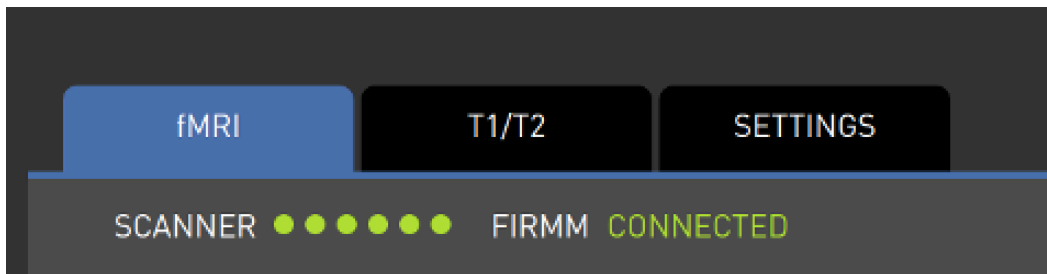 fMRI
T1/T2
SETTINGS
SCANNER FIRMM CONNECTED